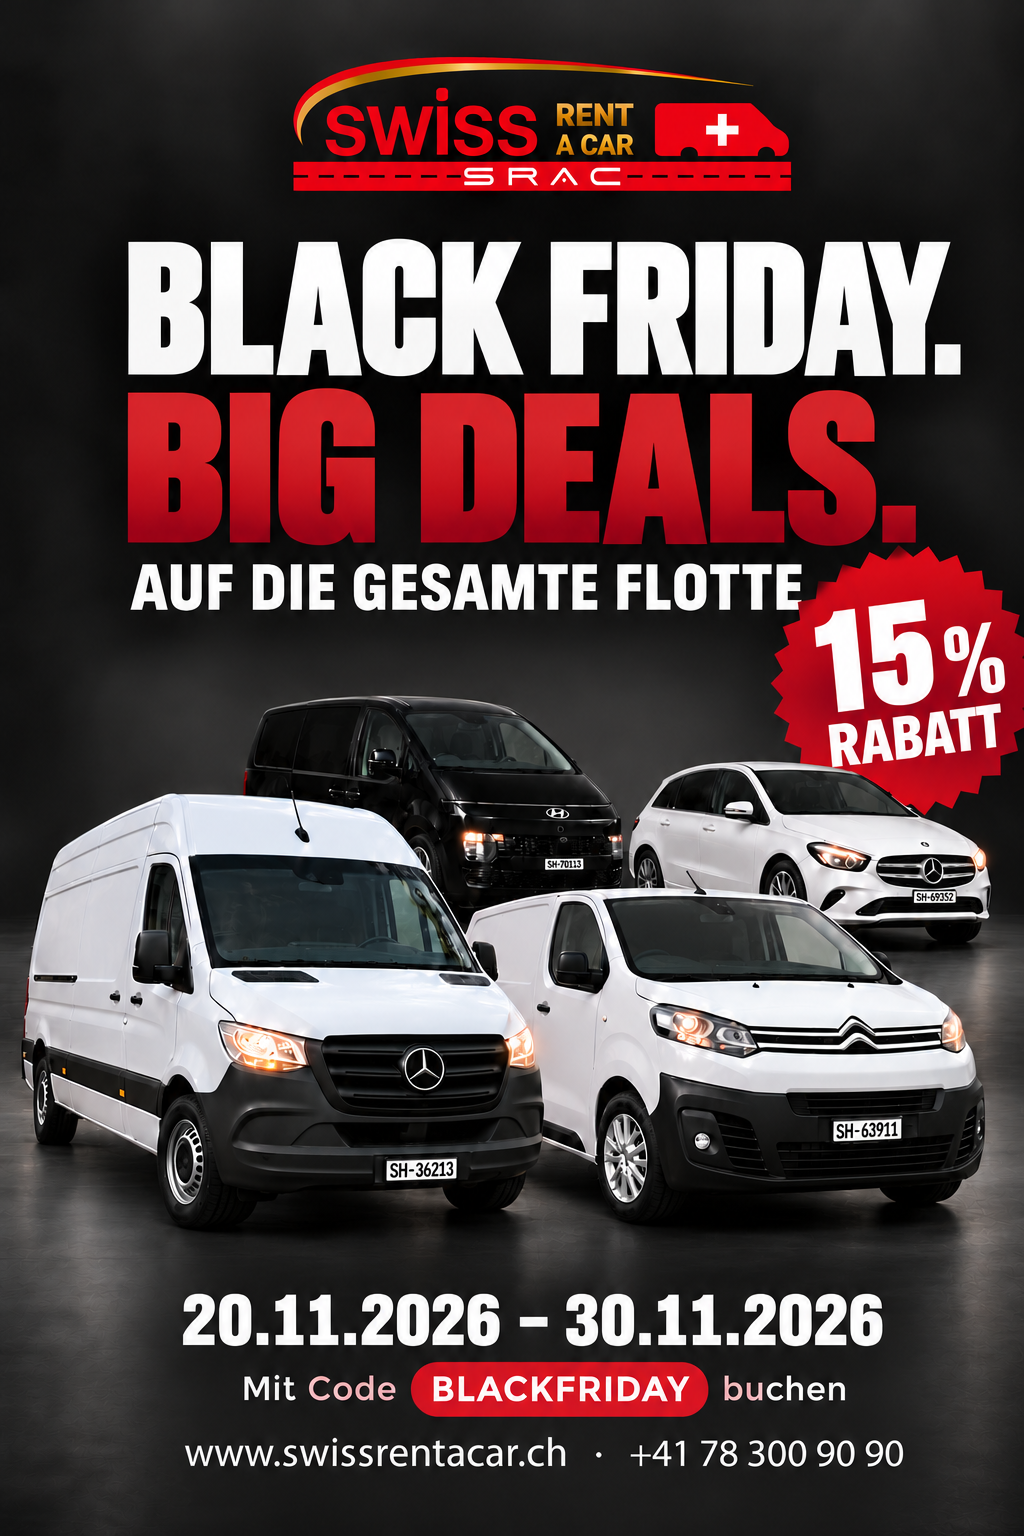 swiss RENT A CAR
SRAC
BLACK FRIDAY.
BIG DEALS.
AUF DIE GESAMTE FLOTTE
15%
RABATT
SH-70113
SH-69352
SH-63911
SH-36213
20.11.2026 – 30.11.2026
Mit Code BLACKFRIDAY buchen
www.swissrentacar.ch · +41 78 300 90 90